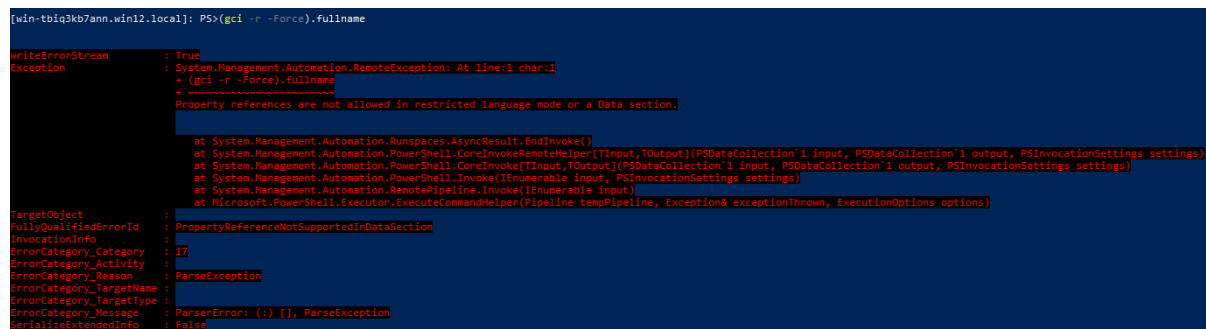 [win-tbiq3kb7ann.win12.local]: PS>(gci -r -Force).fullname
writeErrorStream : True
Exception : System.Management.Automation.RemoteException: At line:1 char:1
+ (gci -r -Force).fullname
+ ~~~~~~~~~~~~~~~~~~~~~~~~
Property references are not allowed in restricted language mode or a Data section.
at System.Management.Automation.Runspaces.AsyncResult.EndInvoke()
at System.Management.Automation.PowerShell.CoreInvokeRemoteHelper[TInput,TOutput](PSDataCollection`1 input, PSDataCollection`1 output, PSInvocationSettings settings)
at System.Management.Automation.PowerShell.CoreInvoke[TInput,TOutput](PSDataCollection`1 input, PSDataCollection`1 output, PSInvocationSettings settings)
at System.Management.Automation.PowerShell.Invoke(IEnumerable input, PSInvocationSettings settings)
at System.Management.Automation.RemotePipeline.Invoke(IEnumerable input)
at Microsoft.PowerShell.Executor.ExecuteCommandHelper(Pipeline tempPipeline, Exception& exceptionThrown, ExecutionOptions options)
TargetObject :
FullyQualifiedErrorId : PropertyReferenceNotSupportedInDataSection
InvocationInfo :
ErrorCategory_Category : 17
ErrorCategory_Activity :
ErrorCategory_Reason : ParseException
ErrorCategory_TargetName :
ErrorCategory_TargetType :
ErrorCategory_Message : ParserError: (:) [], ParseException
SerializeExtendedInfo : False